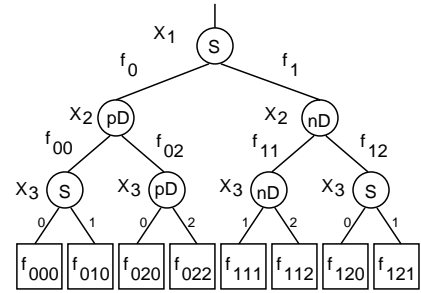 X1 S
f0 f1
X2 pD X2 nD
f00 f02 f11 f12
X3 S X3 pD X3 nD X3 S
0 1 0 2 1 2 0 1
f000 f010 f020 f022 f111 f112 f120 f121